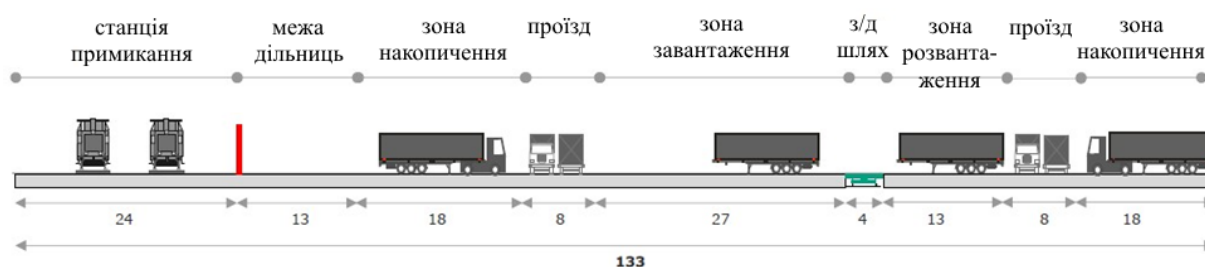 станція
примикання
межа
дільниць
зона
накопичення
проїзд
зона
завантаження
з/д
шлях
зона
розванта-
ження
проїзд
зона
накопичення
24
13
18
8
27
4
13
8
18
133